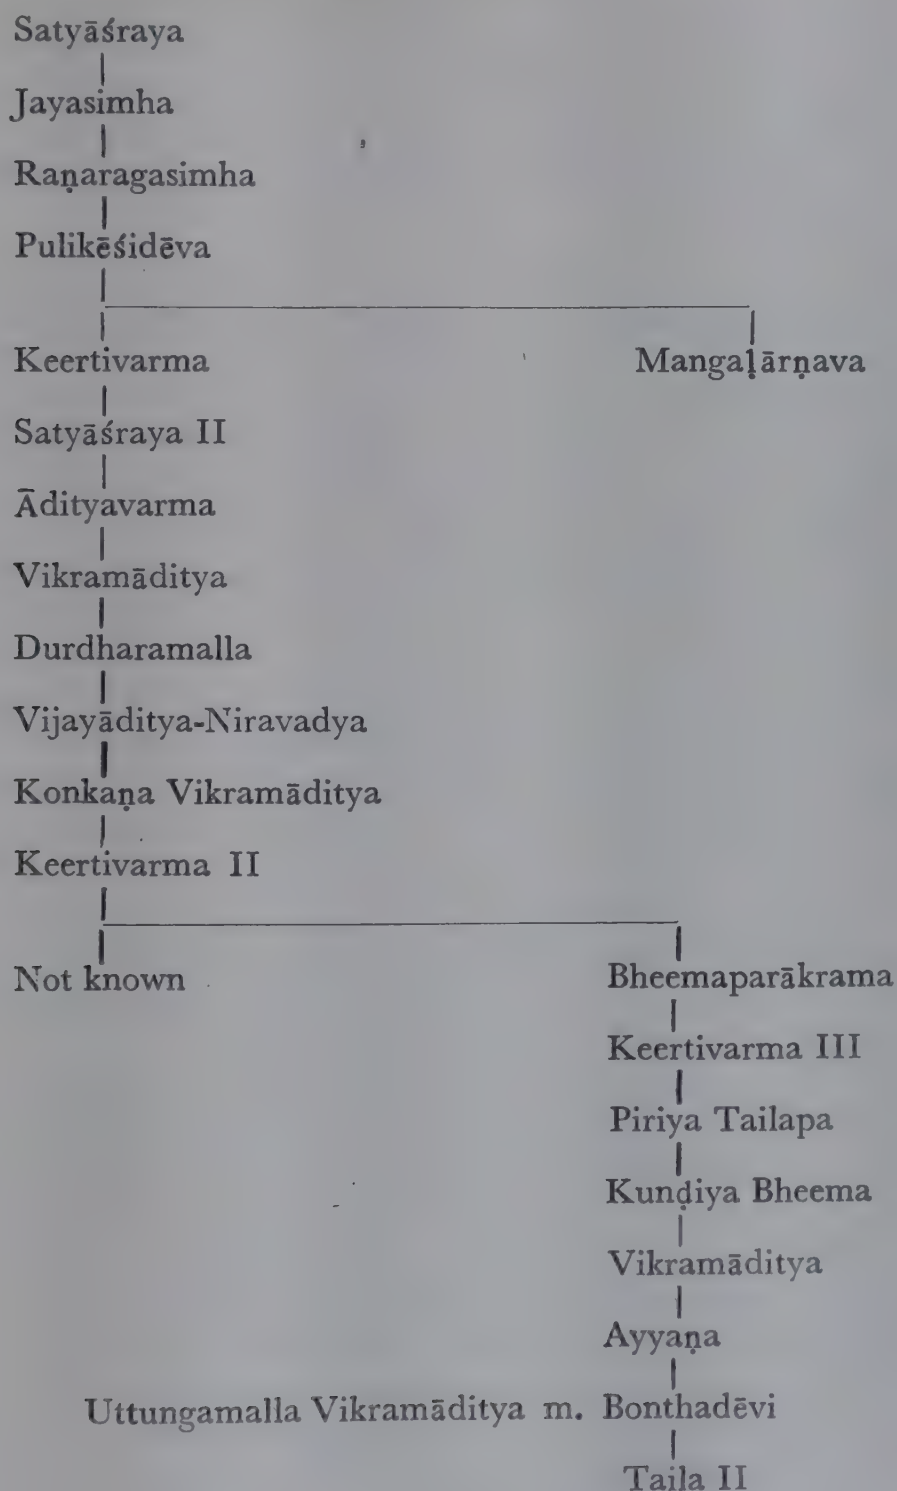 Satyāśraya
Jayasimha
Raṇaragasimha
Pulikēśidēva
Keertivarma Mangaḷārṇava
Satyāśraya II
Ādityavarma
Vikramāditya
Durdharamalla
Vijayāditya-Niravadya
Konkaṇa Vikramāditya
Keertivarma II
Not known Bheemaparākrama
Keertivarma III
Piriya Tailapa
Kunḍiya Bheema
Vikramāditya
Ayyaṇa
Uttungamalla Vikramāditya m. Bonthadēvi
Taila II